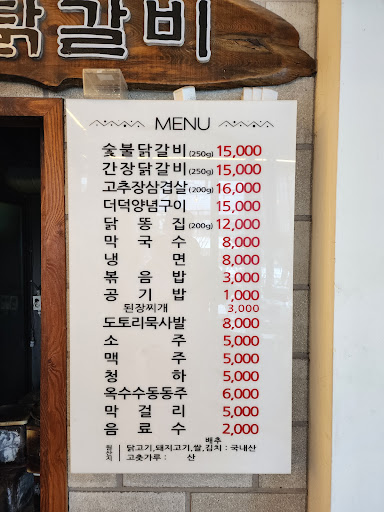 닭갈비
MENU
숯불닭갈비(250g) 15,000
간장닭갈비(250g) 15,000
고추장삼겹살(200g) 16,000
더덕양념구이 15,000
닭똥집(200g) 12,000
막국수 8,000
냉면 8,000
볶음밥 3,000
공기밥 1,000
된장찌개 3,000
도토리묵사발 8,000
소주 5,000
맥주 5,000
청하 5,000
옥수수동동주 6,000
막걸리 5,000
음료수 2,000
원산지
배추
닭고기,돼지고기,쌀,김치 : 국내산
고춧가루 : 산